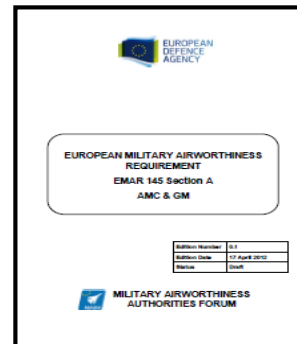 EUROPEAN
DEFENCE
AGENCY
EUROPEAN MILITARY AIRWORTHINESS
REQUIREMENT
EMAR 145 Section A
AMC & GM
Edition Number 0.1
Edition Date 17 April 2012
Status Draft
MILITARY AIRWORTHINESS
AUTHORITIES FORUM